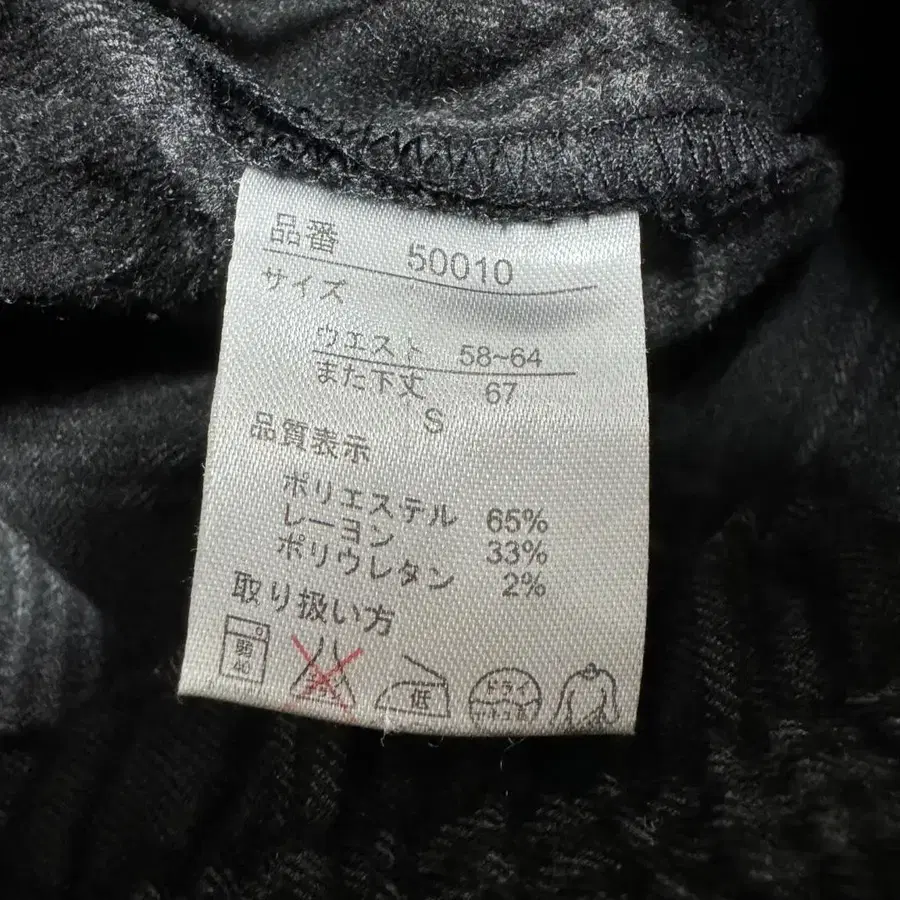 品番 50010
サイズ
ウエスト 58~64
また下丈 67
S
品質表示
ポリエステル 65%
レーヨン 33%
ポリウレタン 2%
取り扱い方
弱
40
低
ドライ